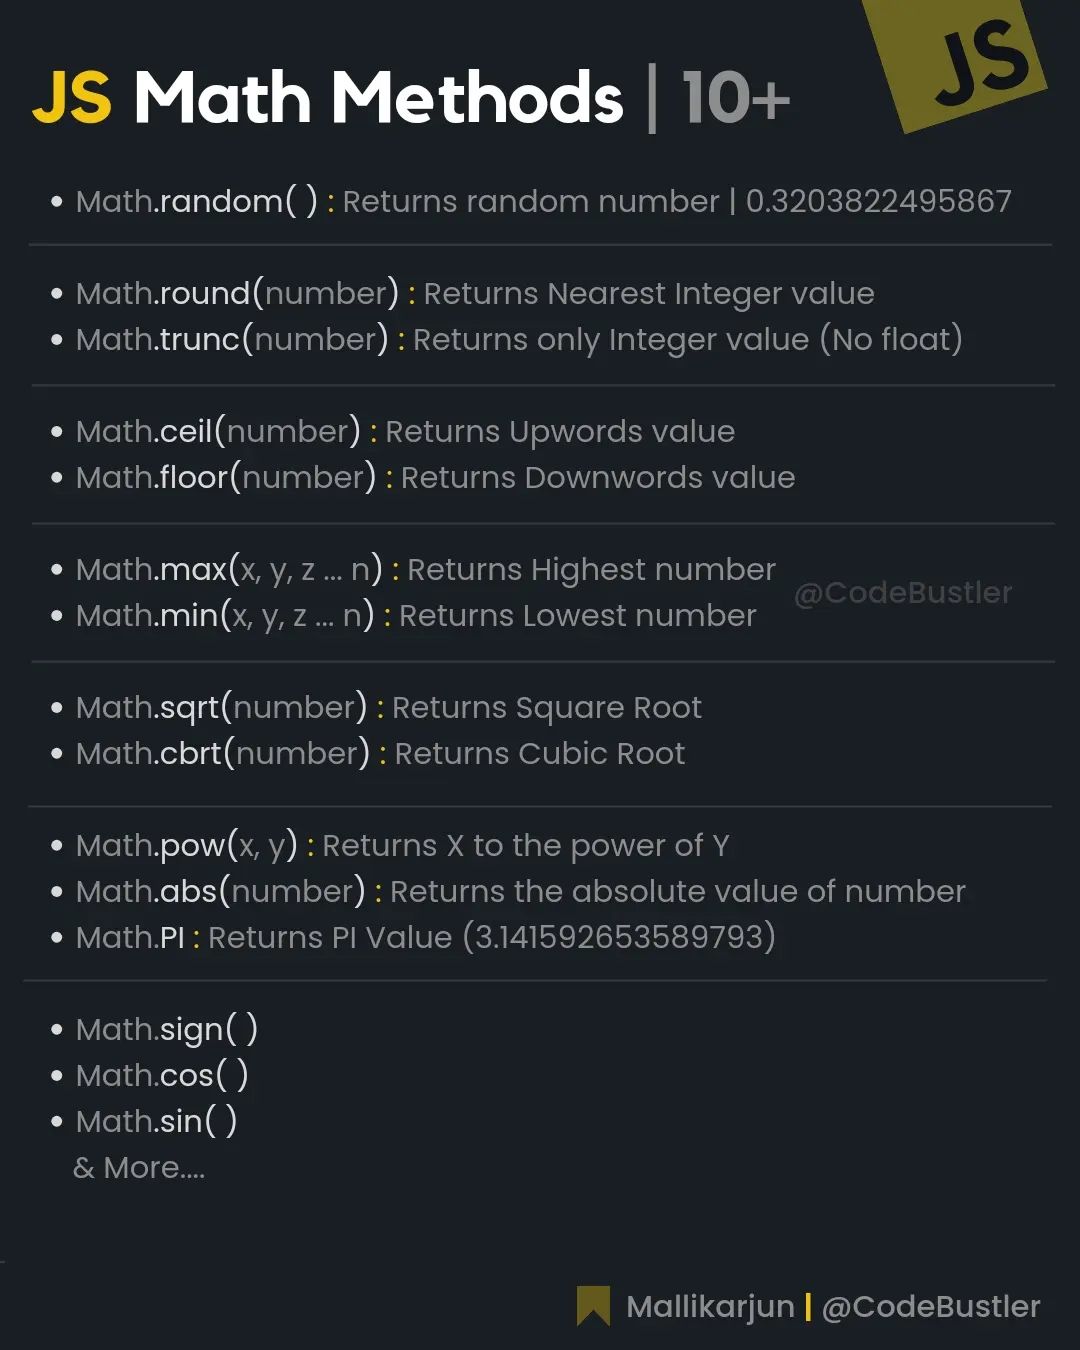 JS
JS Math Methods | 10+
• Math.random( ) : Returns random number | 0.3203822495867
• Math.round(number) : Returns Nearest Integer value
• Math.trunc(number) : Returns only Integer value (No float)
• Math.ceil(number) : Returns Upwords value
• Math.floor(number) : Returns Downwords value
• Math.max(x, y, z ... n) : Returns Highest number
@CodeBustler
• Math.min(x, y, z ... n) : Returns Lowest number
• Math.sqrt(number) : Returns Square Root
• Math.cbrt(number) : Returns Cubic Root
• Math.pow(x, y) : Returns X to the power of Y
• Math.abs(number) : Returns the absolute value of number
• Math.PI : Returns PI Value (3.141592653589793)
• Math.sign( )
• Math.cos( )
• Math.sin( )
& More....
Mallikarjun | @CodeBustler